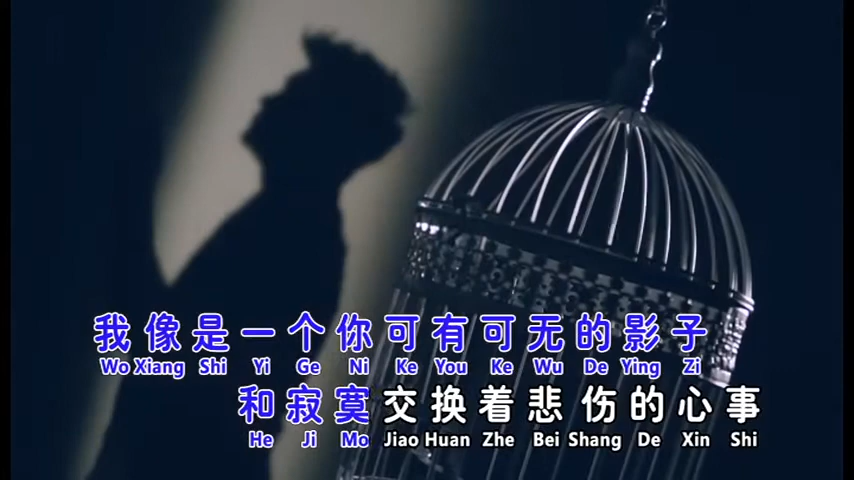 我像是一个你可有可无的影子
Wo Xiang Shi Yi Ge Ni Ke You Ke Wu De Ying Zi
和寂寞交换着悲伤的心事
He Ji Mo Jiao Huan Zhe Bei Shang De Xin Shi